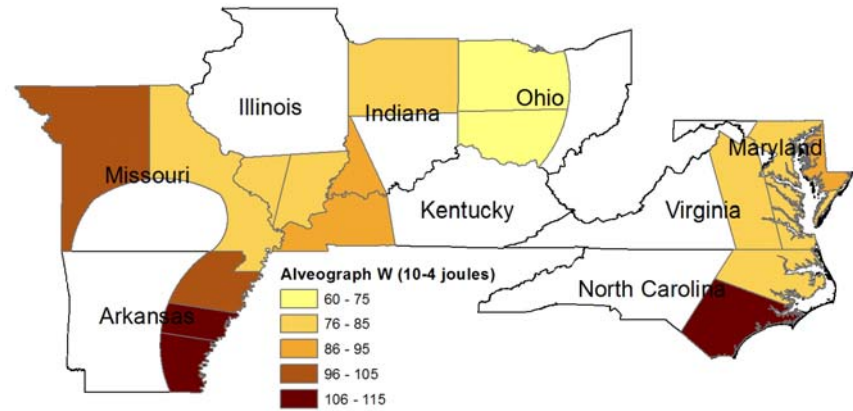 Illinois
Indiana
Ohio
Missouri
Maryland
Kentucky
Virginia
Arkansas
North Carolina
Alveograph W (10-4 joules)
60 - 75
76 - 85
86 - 95
96 - 105
106 - 115